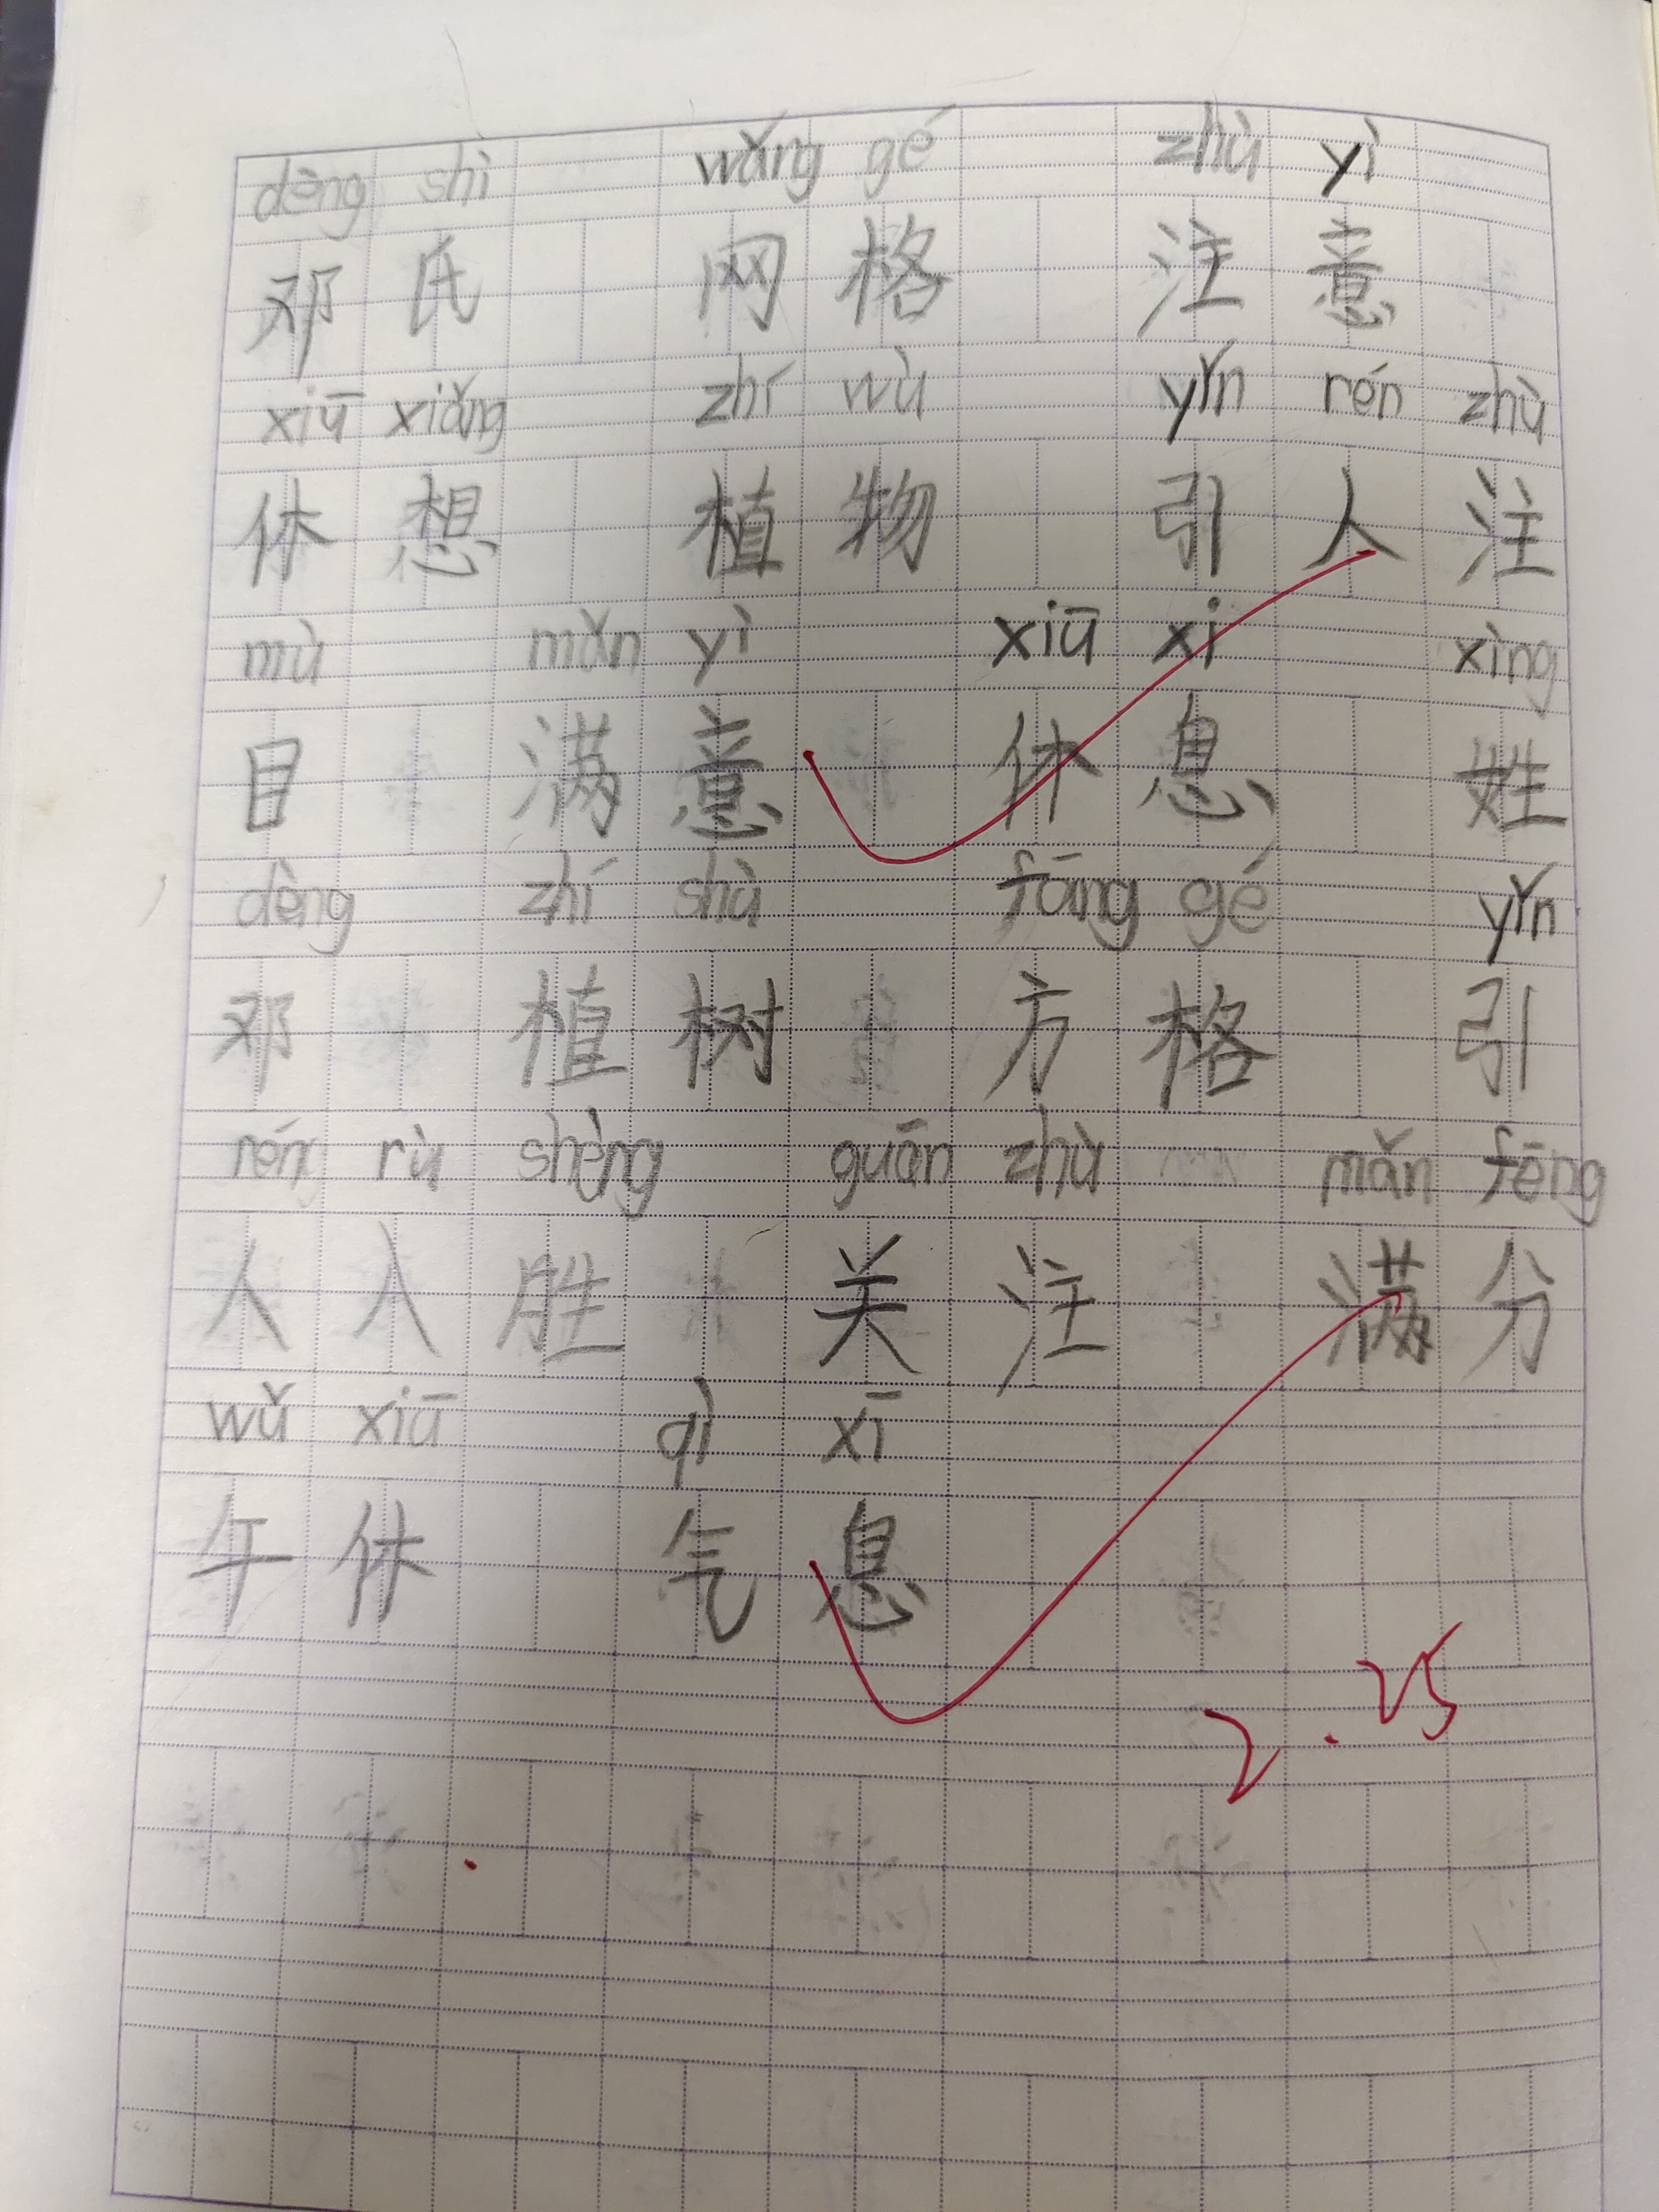 dèng shì wǎng gé zhù yì
邓氏 网格 注意
xiū xiǎng zhí wù yǐn rén zhù
休想 植物 引人注
mù mǎn yì xiū xi xìng
目 满意 休息 姓
dèng zhí shù fāng gé yǐn
邓 植树 方格 引
rén rù shèng guān zhù mǎn fēng
人入胜 关注 满分
wǔ xiū qì xī
午休 气息
2.25